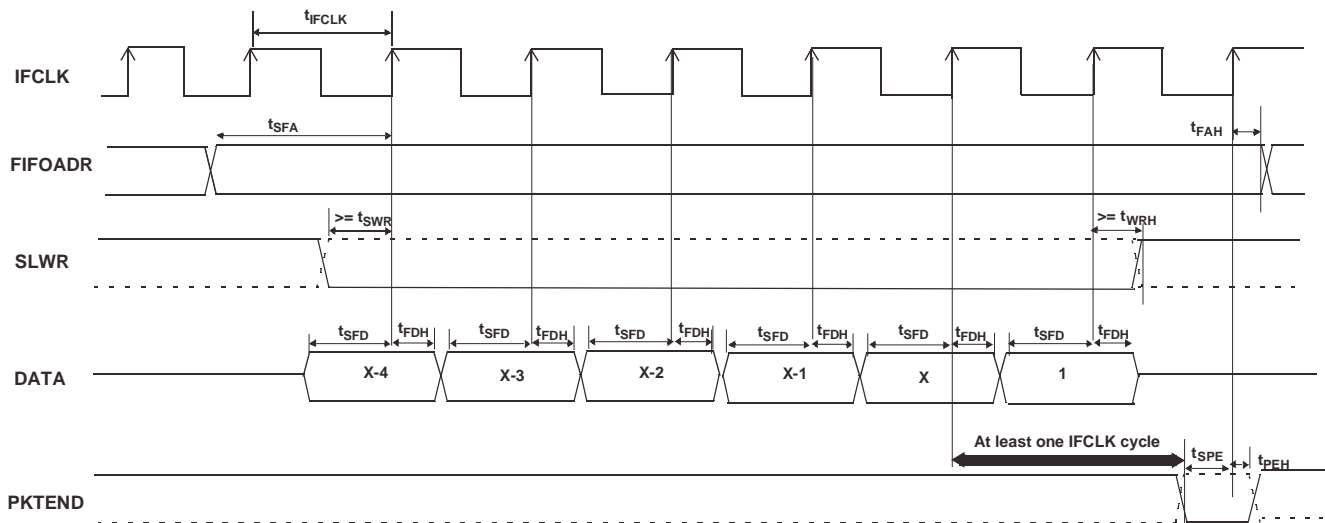 tIFCLK
IFCLK
tSFA
tFAH
FIFOADR
>= tSWR
>= tWRH
SLWR
tSFD tFDH tSFD tFDH tSFD tFDH tSFD tFDH tSFD tFDH tSFD tFDH
DATA X-4 X-3 X-2 X-1 X 1
At least one IFCLK cycle
tSPE tPEH
PKTEND